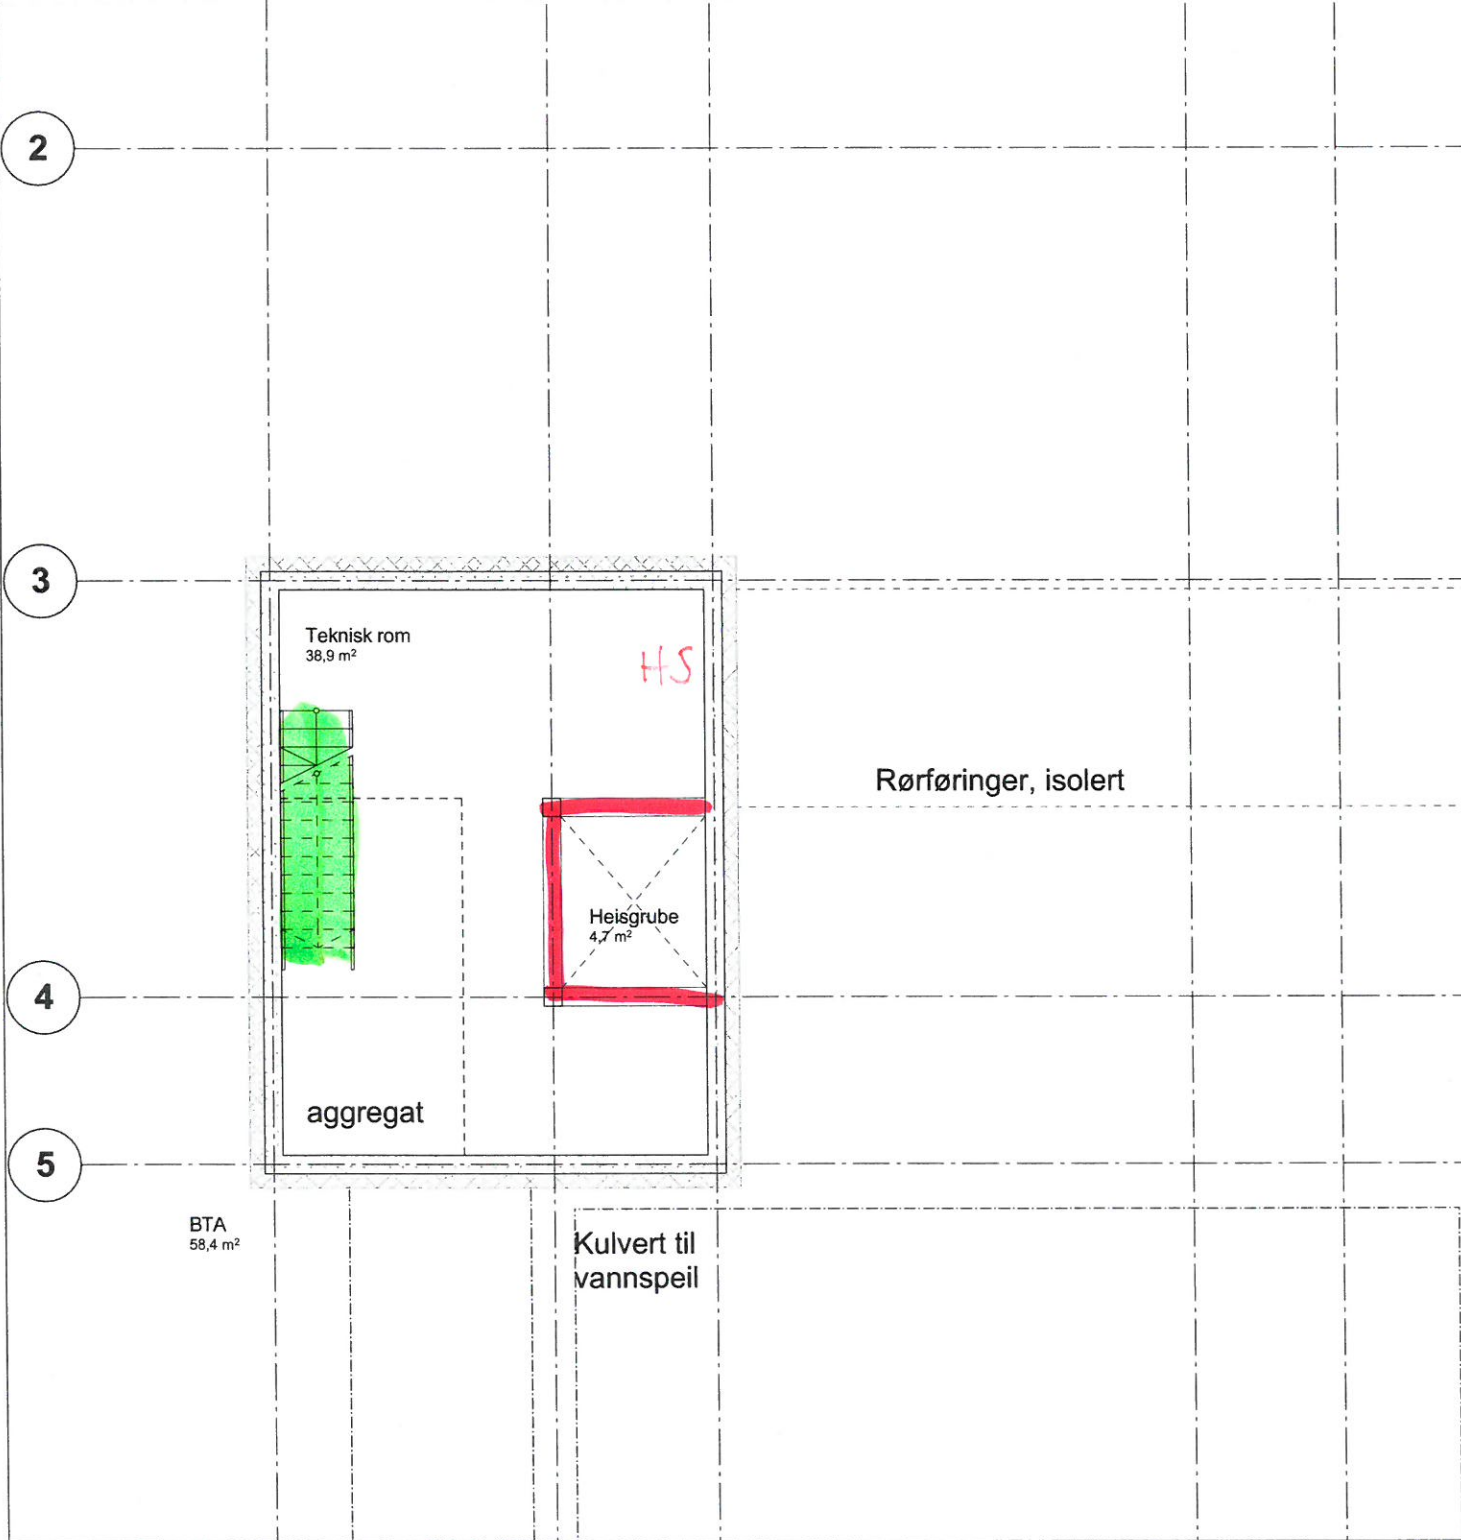 2
3
Teknisk rom
38,9 m²
HS
Rørføringer, isolert
Heisgrube
4,7 m²
4
aggregat
5
BTA
58,4 m²
Kulvert til
vannspeil